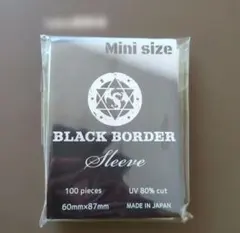 Mini size
S
BLACK BORDER
Sleeve
100 pieces UV 80% cut
60mm×87mm MADE IN JAPAN